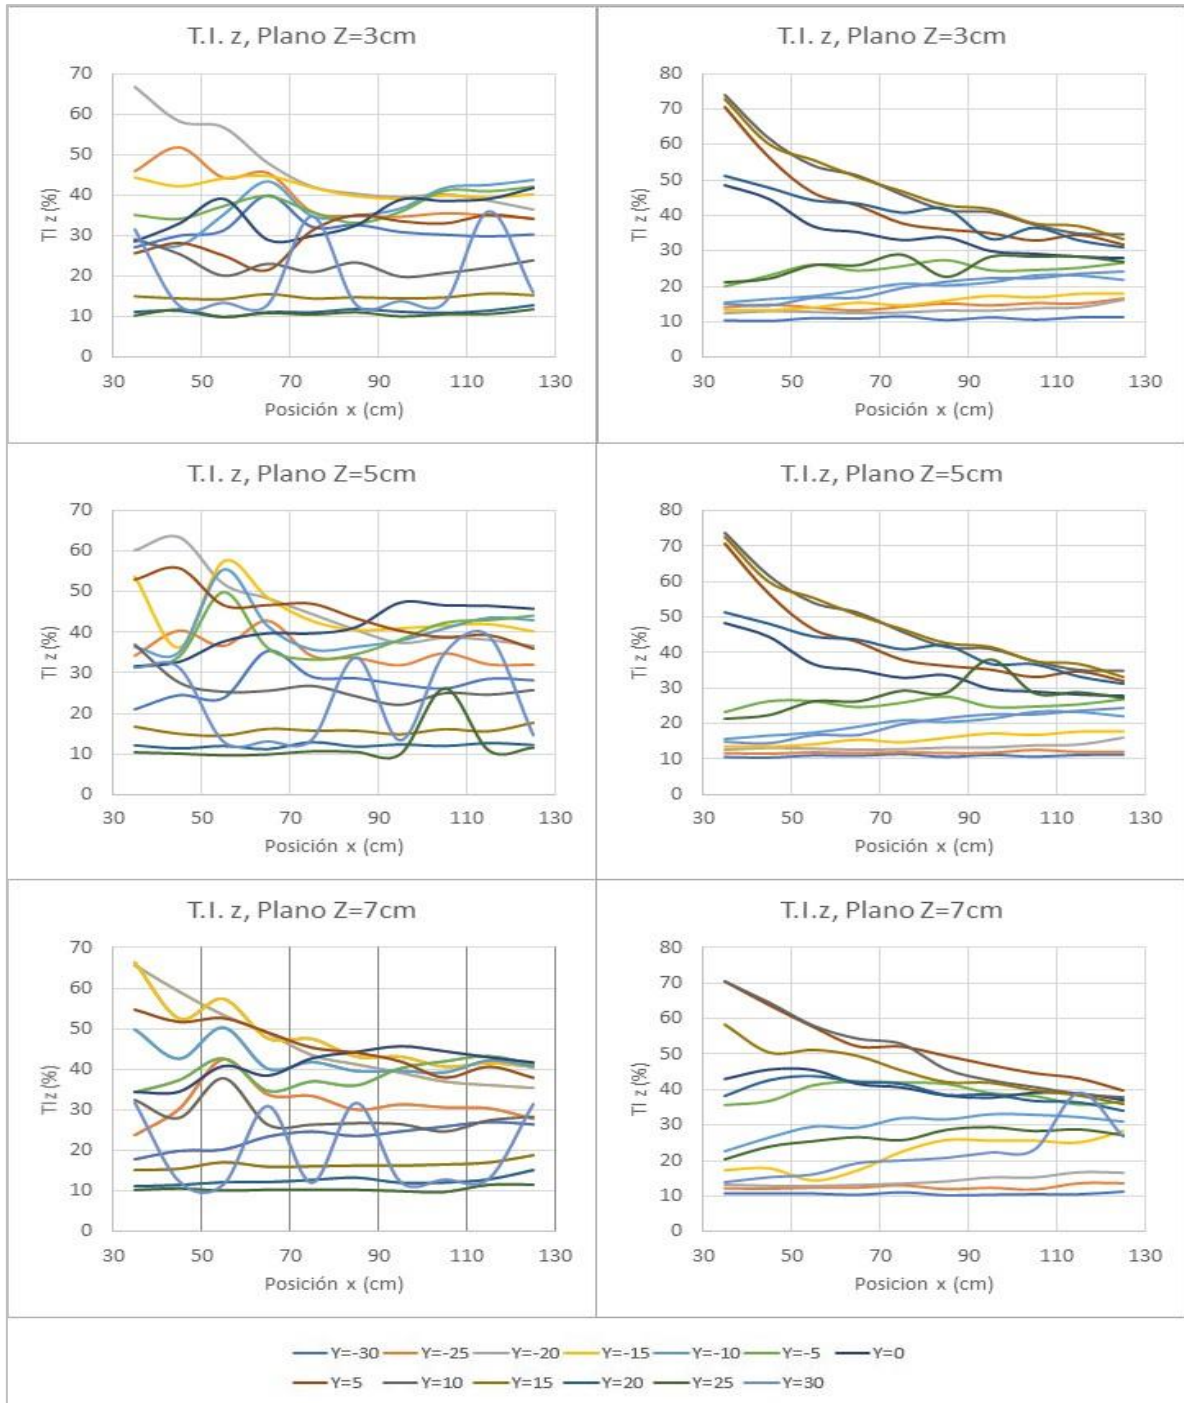 T.I. z, Plano Z=3cm
TI z (%)
70
60
50
40
30
20
10
0
30 50 70 90 110 130
Posición x (cm)
T.I. z, Plano Z=3cm
TI z (%)
80
70
60
50
40
30
20
10
0
30 50 70 90 110 130
Posición x (cm)
T.I. z, Plano Z=5cm
TI z (%)
70
60
50
40
30
20
10
0
30 50 70 90 110 130
Posición x (cm)
T.I.z, Plano Z=5cm
Ti z (%)
80
70
60
50
40
30
20
10
0
30 50 70 90 110 130
Posición x (cm)
T.I. z, Plano Z=7cm
TI z (%)
70
60
50
40
30
20
10
0
30 50 70 90 110 130
Posición x (cm)
T.I.z, Plano Z=7cm
TI z (%)
80
70
60
50
40
30
20
10
0
30 50 70 90 110 130
Posicion x (cm)
Y=-30 Y=-25 Y=-20 Y=-15 Y=-10 Y=-5 Y=0
Y=5 Y=10 Y=15 Y=20 Y=25 Y=30